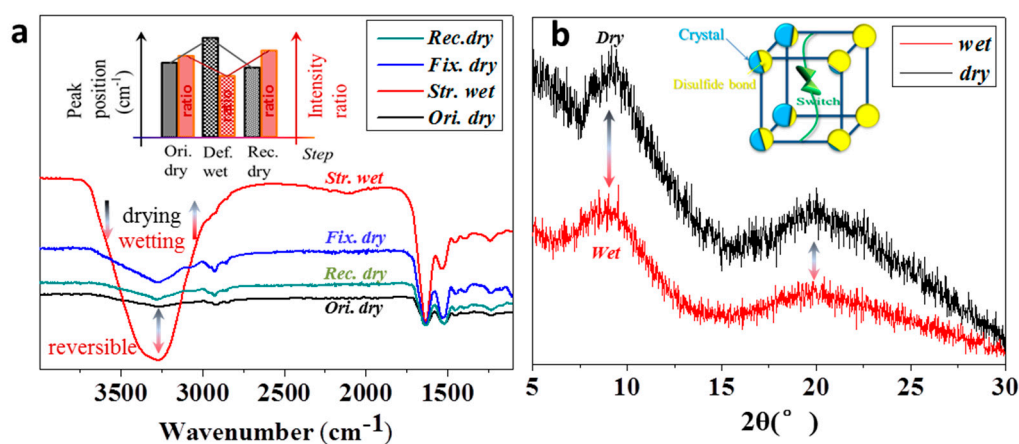 a
Peak
position
(cm⁻¹)
ratio
ratio
ratio
Intensity
ratio
Ori.
dry
Def.
wet
Rec.
dry
Step
Rec.dry
Fix. dry
Str. wet
Ori. dry
Str. wet
drying
wetting
Fix. dry
Rec. dry
Ori. dry
reversible
3500 3000 2500 2000 1500
Wavenumber (cm⁻¹)
b
Dry
Crystal
Disulfide bond
Switch
wet
dry
Wet
5 10 15 20 25 30
2θ(°)